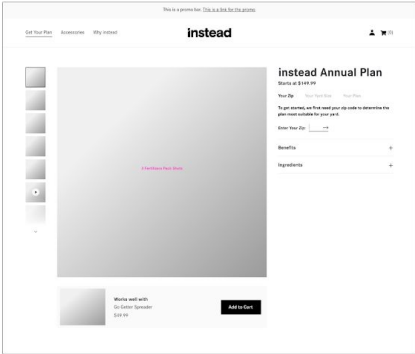 This is a promo bar. This is a link for the promo
Get Your Plan
Accessories
Why instead
instead
(0)
instead Annual Plan
Starts at $149.99
Your Zip
Your Yard Size
Your Plan
To get started, we first need your zip code to determine the
plan most suitable for your yard.
Enter Your Zip:
Benefits
Ingredients
Works well with
Go Gettin' Spreader
$49.99
Add to Cart